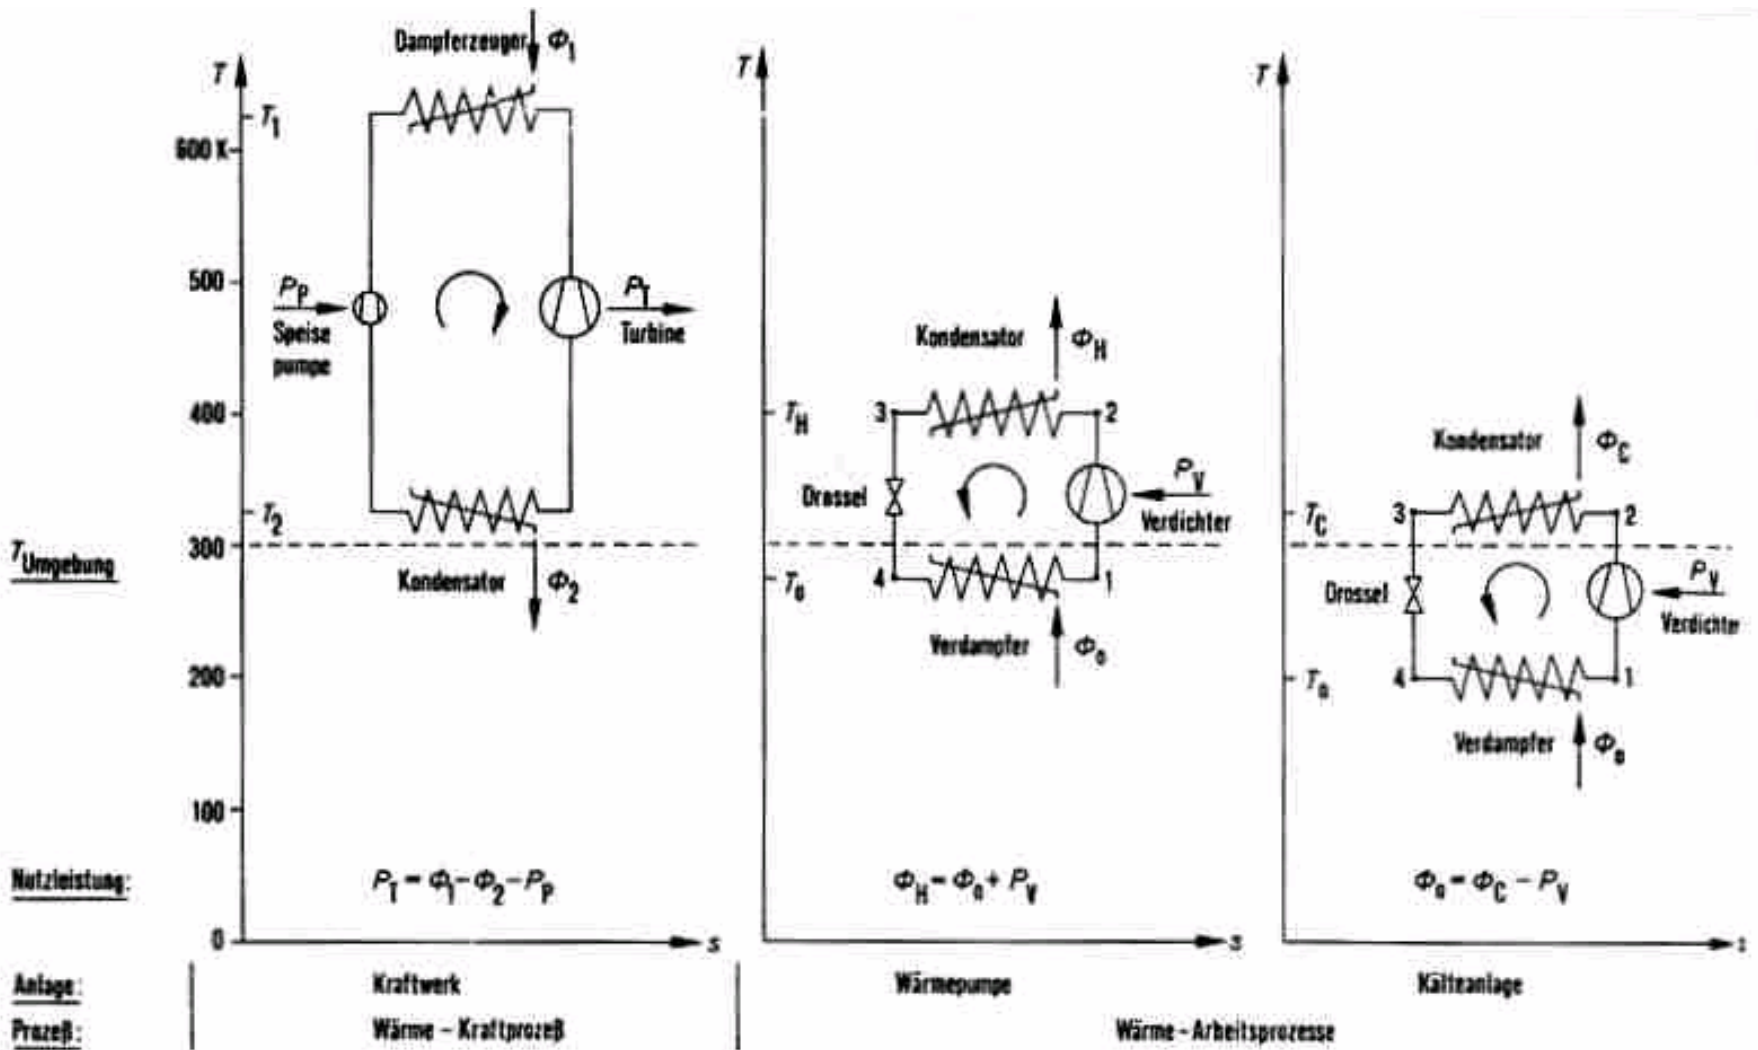 Dampferzeuger Φ1
T
T1
600 K
500
400
T2
300
200
100
0
s
PP
Speise
pumpe
PT
Turbine
Kondensator Φ2
TUmgebung
T
Kondensator ΦH
TH
3
2
Drossel
PV
Verdichter
T0
4
1
Verdampfer Φ0
s
T
Kondensator ΦC
TC
3
2
Drossel
PV
Verdichter
T0
4
1
Verdampfer Φ0
s
Nutzleistung:
PT = Φ1 - Φ2 - PP
ΦH = Φ0 + PV
Φ0 = ΦC - PV
Anlage: Kraftwerk Wärmepumpe Kälteanlage
Prozeß: Wärme - Kraftprozeß Wärme - Arbeitsprozesse